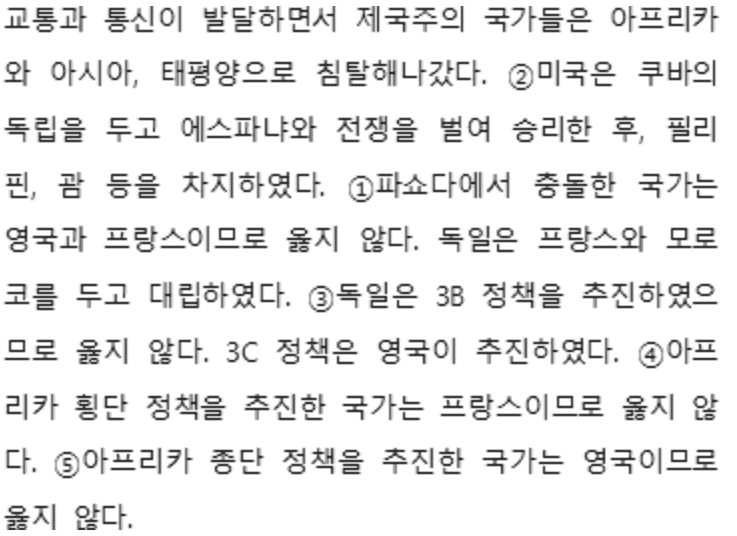 교통과 통신이 발달하면서 제국주의 국가들은 아프리카
와 아시아, 태평양으로 침탈해나갔다. ②미국은 쿠바의
독립을 두고 에스파냐와 전쟁을 벌여 승리한 후, 필리
핀, 괌 등을 차지하였다. ①파쇼다에서 충돌한 국가는
영국과 프랑스이므로 옳지 않다. 독일은 프랑스와 모로
코를 두고 대립하였다. ③독일은 3B 정책을 추진하였으
므로 옳지 않다. 3C 정책은 영국이 추진하였다. ④아프
리카 횡단 정책을 추진한 국가는 프랑스이므로 옳지 않
다. ⑤아프리카 종단 정책을 추진한 국가는 영국이므로
옳지 않다.